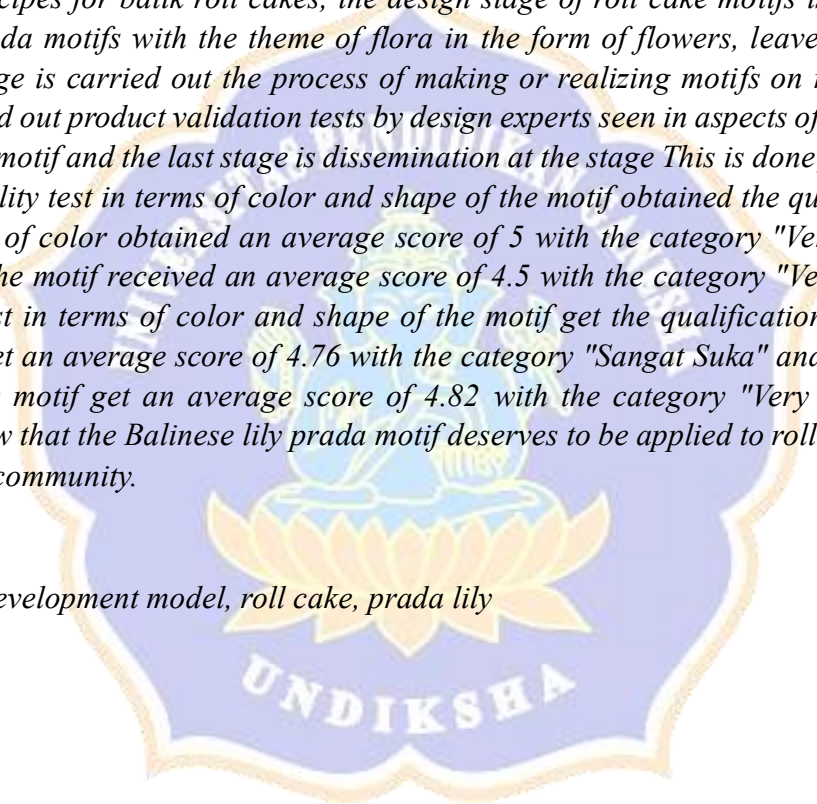 recipes for batik roll cakes, the design stage of roll cake motifs
da motifs with the theme of flora in the form of flowers,
ge is carried out the process of making or realizing motifs on
d out product validation tests by design experts seen in aspects of
motif and the last stage is dissemination at the stage This is done
lity test in terms of color and shape of the motif obtained the
of color obtained an average score of 5 with the category "
he motif received an average score of 4.5 with the category "
st in terms of color and shape of the motif get the qualification
et an average score of 4.76 with the category "Sangat Suka" and
motif get an average score of 4.82 with the category "Very
w that the Balinese lily prada motif deserves to be applied to roll
community.
evelopment model, roll cake, prada lily
UNIVERSITAS PENDIDIKAN GANESHA
UNDIKSHA